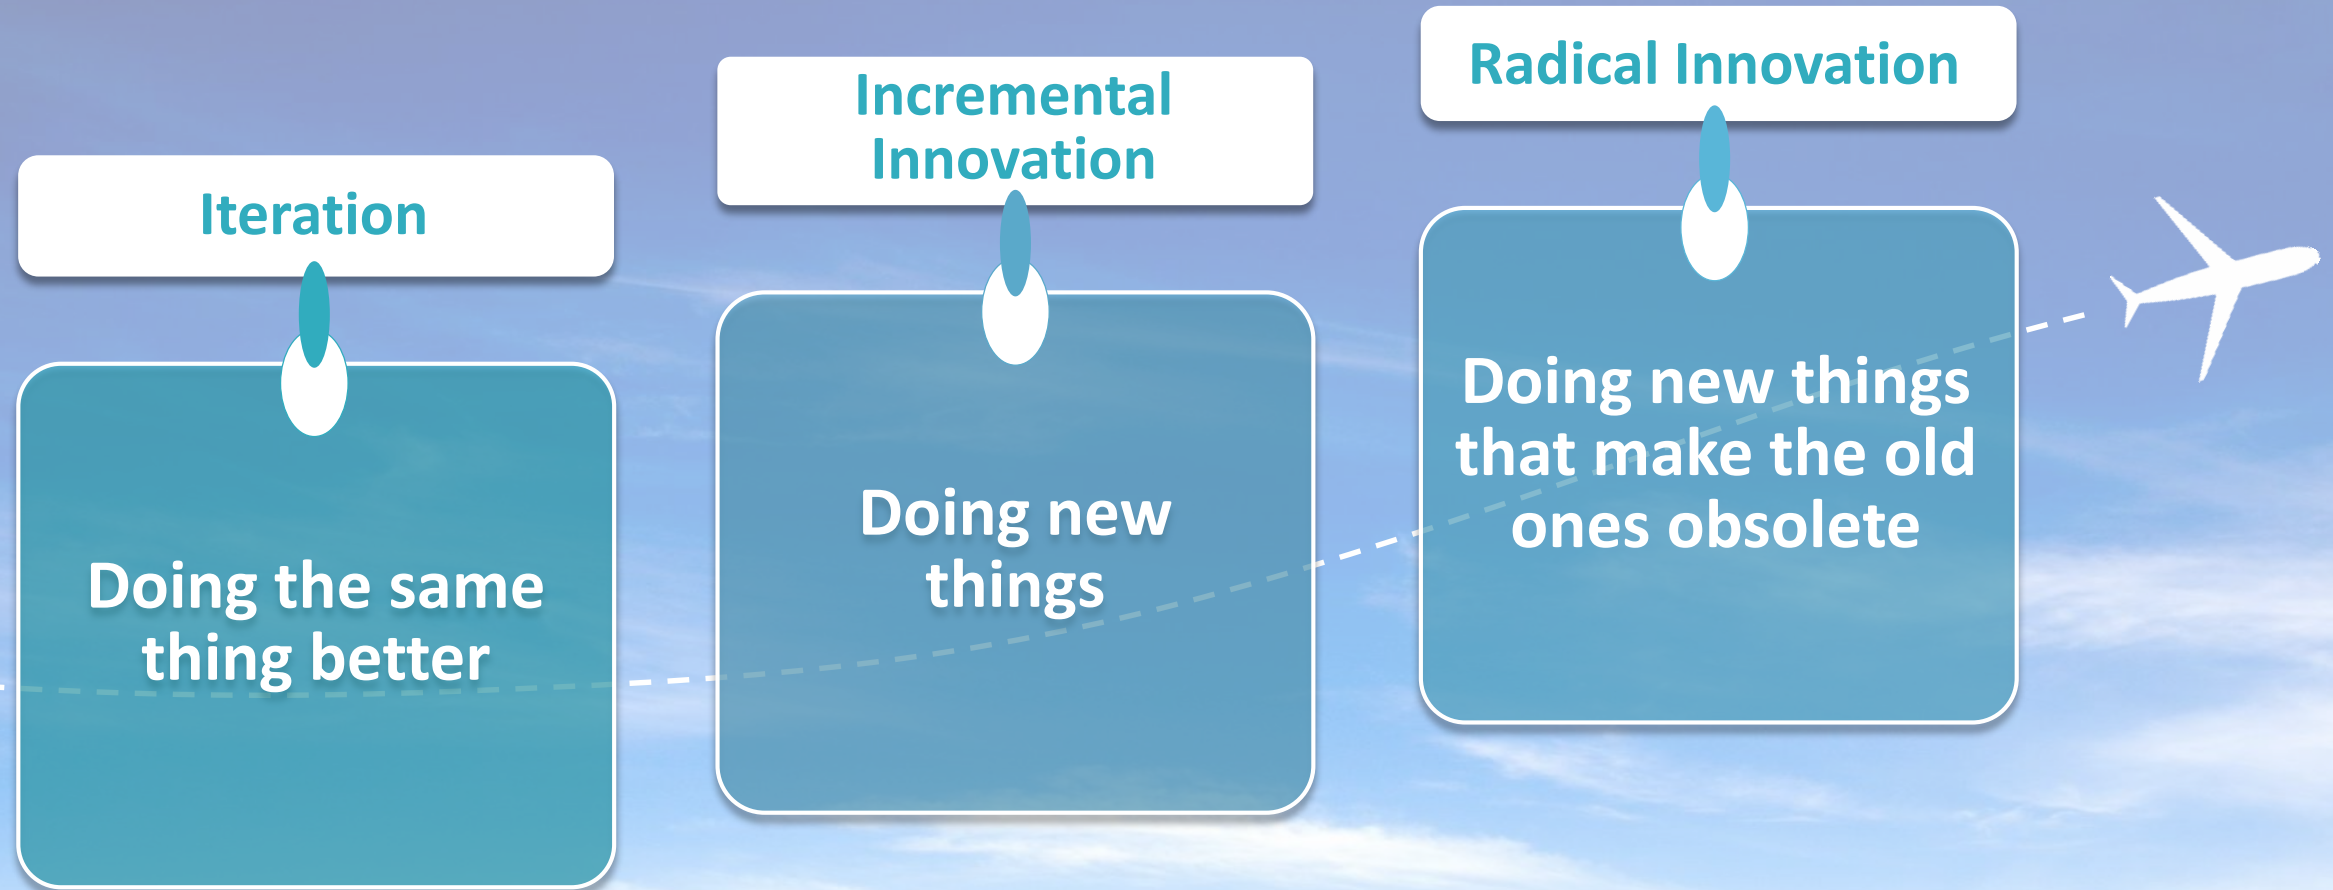 Iteration
Doing the same
thing better
Incremental
Innovation
Doing new
things
Radical Innovation
Doing new things
that make the old
ones obsolete